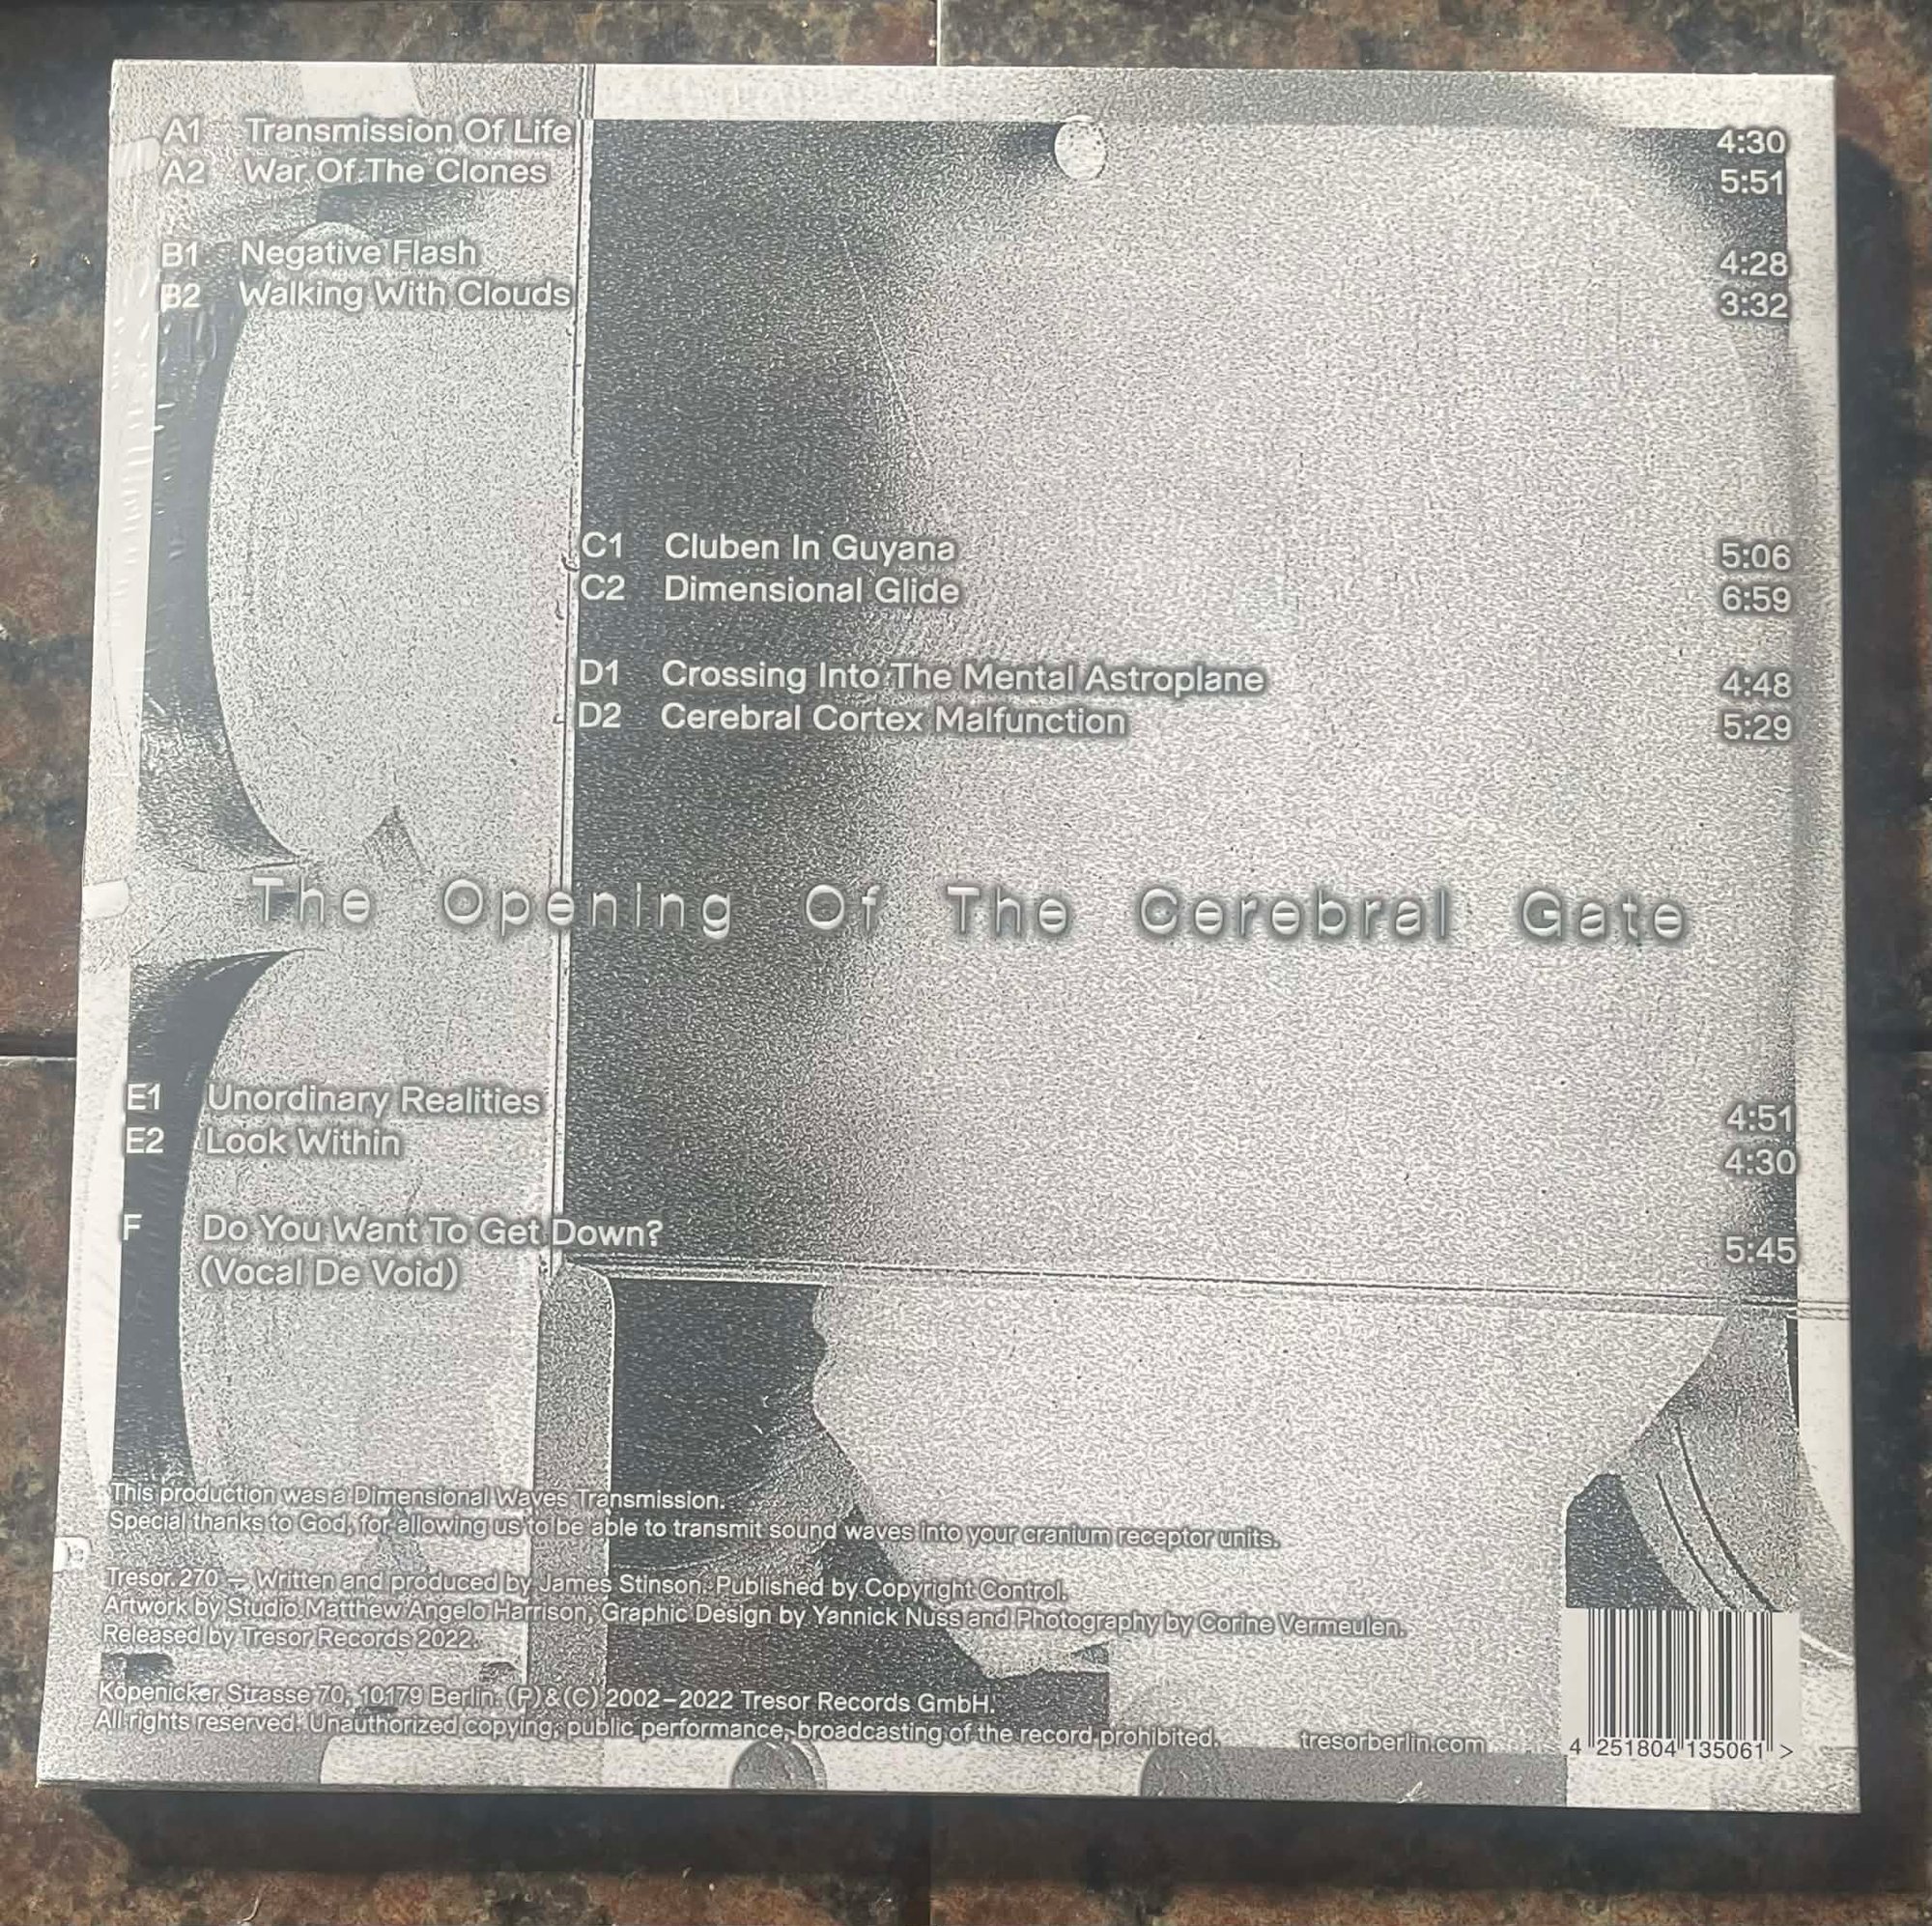 A1 Transmission Of Life 4:30
A2 War Of The Clones 5:51
B1 Negative Flash 4:28
B2 Walking With Clouds 3:32
C1 Cluben In Guyana 5:06
C2 Dimensional Glide 6:59
D1 Crossing Into The Mental Astroplane 4:48
D2 Cerebral Cortex Malfunction 5:29
The Opening Of The Cerebral Gate
E1 Unordinary Realities 4:51
E2 Look Within 4:30
F Do You Want To Get Down? 5:45
(Vocal De Void)
This production was a Dimensional Waves Transmission.
Special thanks to God, for allowing us to be able to transmit sound waves into your cranium receptor units.
Tresor.270 — Written and produced by James Stinson. Published by Copyright Control.
Artwork by Studio Matthew Angelo Harrison, Graphic Design by Yannick Nuss and Photography by Corine Vermeulen.
Released by Tresor Records 2022.
Köpenicker Strasse 70, 10179 Berlin. (P)&(C) 2002–2022 Tresor Records GmbH.
All rights reserved. Unauthorized copying, public performance, broadcasting of the record prohibited. tresorberlin.com
4 251804 135061 >